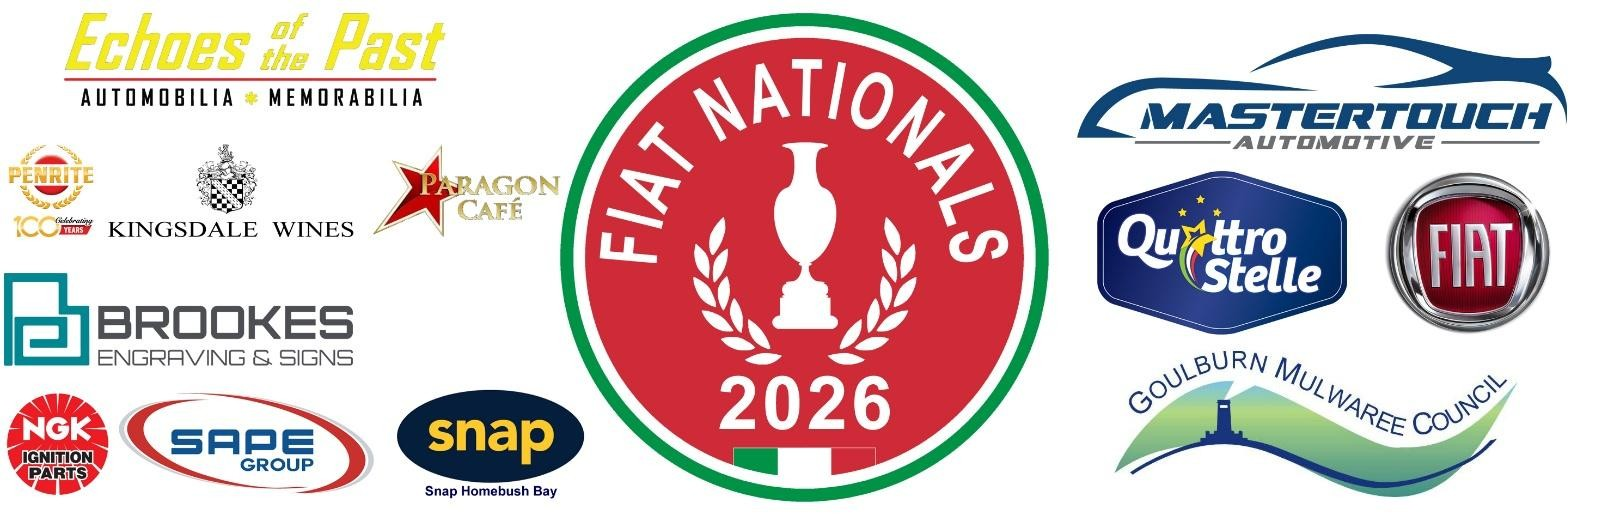 Echoes of the Past
AUTOMOBILIA * MEMORABILIA
PENRITE
100 Celebrating YEARS
KINGSDALE WINES
PARAGON
CAFÉ
BROOKES
ENGRAVING & SIGNS
NGK
IGNITION
PARTS
SAPE
GROUP
snap
Snap Homebush Bay
FIAT NATIONALS
2026
MASTERTOUCH
AUTOMOTIVE
Quattro
Stelle
FIAT
GOULBURN MULWAREE COUNCIL